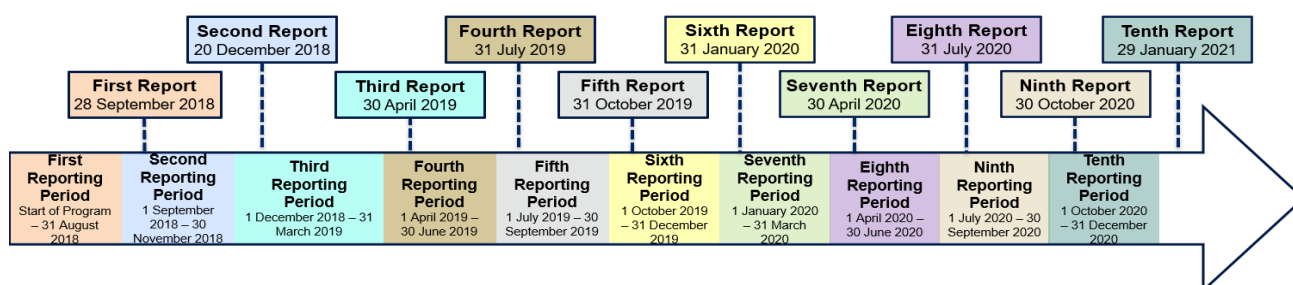 Second Report
20 December 2018
Fourth Report
31 July 2019
Sixth Report
31 January 2020
Eighth Report
31 July 2020
Tenth Report
29 January 2021
First Report
28 September 2018
Third Report
30 April 2019
Fifth Report
31 October 2019
Seventh Report
30 April 2020
Ninth Report
30 October 2020
First
Reporting
Period
Start of Program
– 31 August
2018
Second
Reporting
Period
1 September
2018 – 30
November 2018
Third
Reporting
Period
1 December 2018 – 31
March 2019
Fourth
Reporting
Period
1 April 2019 –
30 June 2019
Fifth
Reporting
Period
1 July 2019 – 30
September 2019
Sixth
Reporting
Period
1 October 2019
– 31 December
2019
Seventh
Reporting
Period
1 January 2020
– 31 March
2020
Eighth
Reporting
Period
1 April 2020 –
30 June 2020
Ninth
Reporting
Period
1 July 2020 – 30
September 2020
Tenth
Reporting
Period
1 October 2020
– 31 December
2020